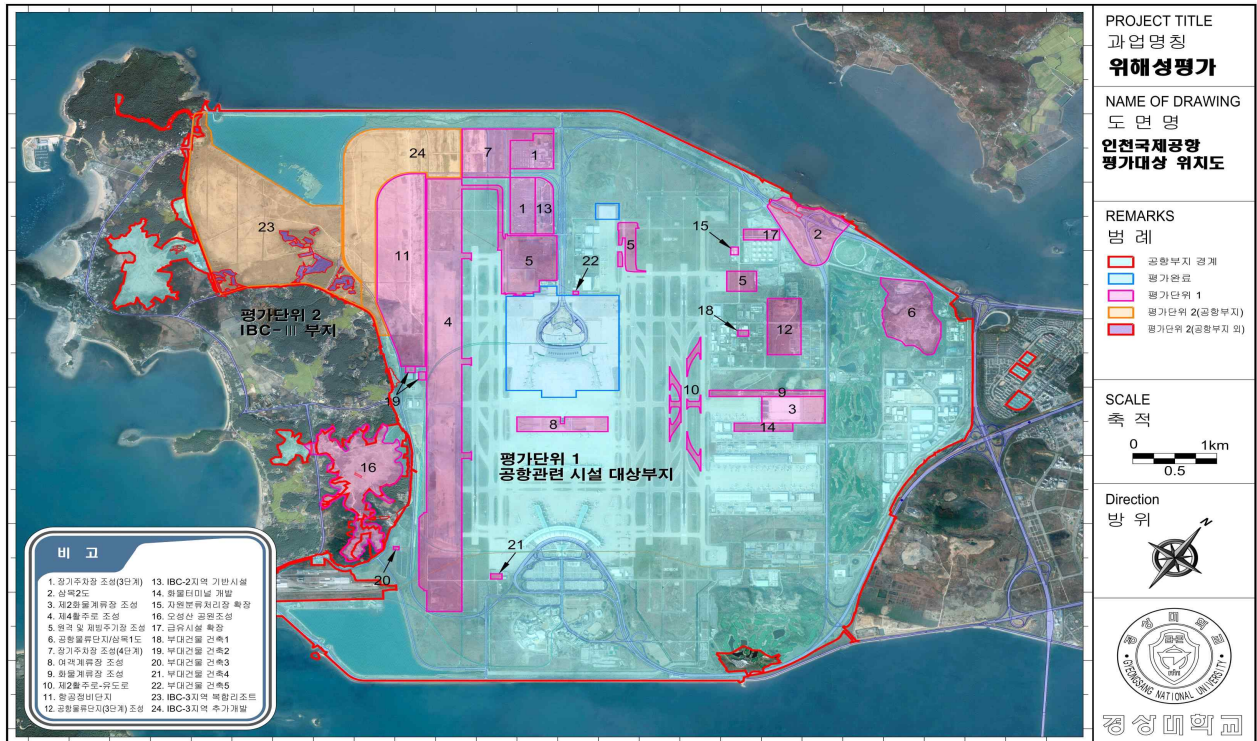 PROJECT TITLE
과업명칭
위해성평가
NAME OF DRAWING
도 면 명
인천국제공항
평가대상 위치도
REMARKS
범 례
공항부지 경계
평가완료
평가단위 1
평가단위 2(공항부지)
평가단위 2(공항부지 외)
SCALE
축 적
0 1km
0.5
Direction
방 위
N
경상대학교
GYEONGSANG NATIONAL UNIVERSITY
경상대학교
24
7
1
23
11
1
13
5
5
15
17
2
22
5
4
18
12
6
평가단위 2
IBC-Ⅲ 부지
19
10
9
3
8
14
평가단위 1
공항관련 시설 대상부지
16
20
21
비 고
1. 장기주차장 조성(3단계)
2. 삼목2도
3. 제2화물계류장 조성
4. 제4활주로 조성
5. 원격 및 제빙주기장 조성
6. 공항물류단지/삼목1도
7. 장기주차장 조성(4단계)
8. 여객계류장 조성
9. 화물계류장 조성
10. 제2활주로-유도로
11. 항공정비단지
12. 공항물류단지(3단계) 조성
13. IBC-2지역 기반시설
14. 화물터미널 개발
15. 자원분류처리장 확장
16. 오성산 공원조성
17. 급유시설 확장
18. 부대건물 건축1
19. 부대건물 건축2
20. 부대건물 건축3
21. 부대건물 건축4
22. 부대건물 건축5
23. IBC-3지역 복합리조트
24. IBC-3지역 추가개발